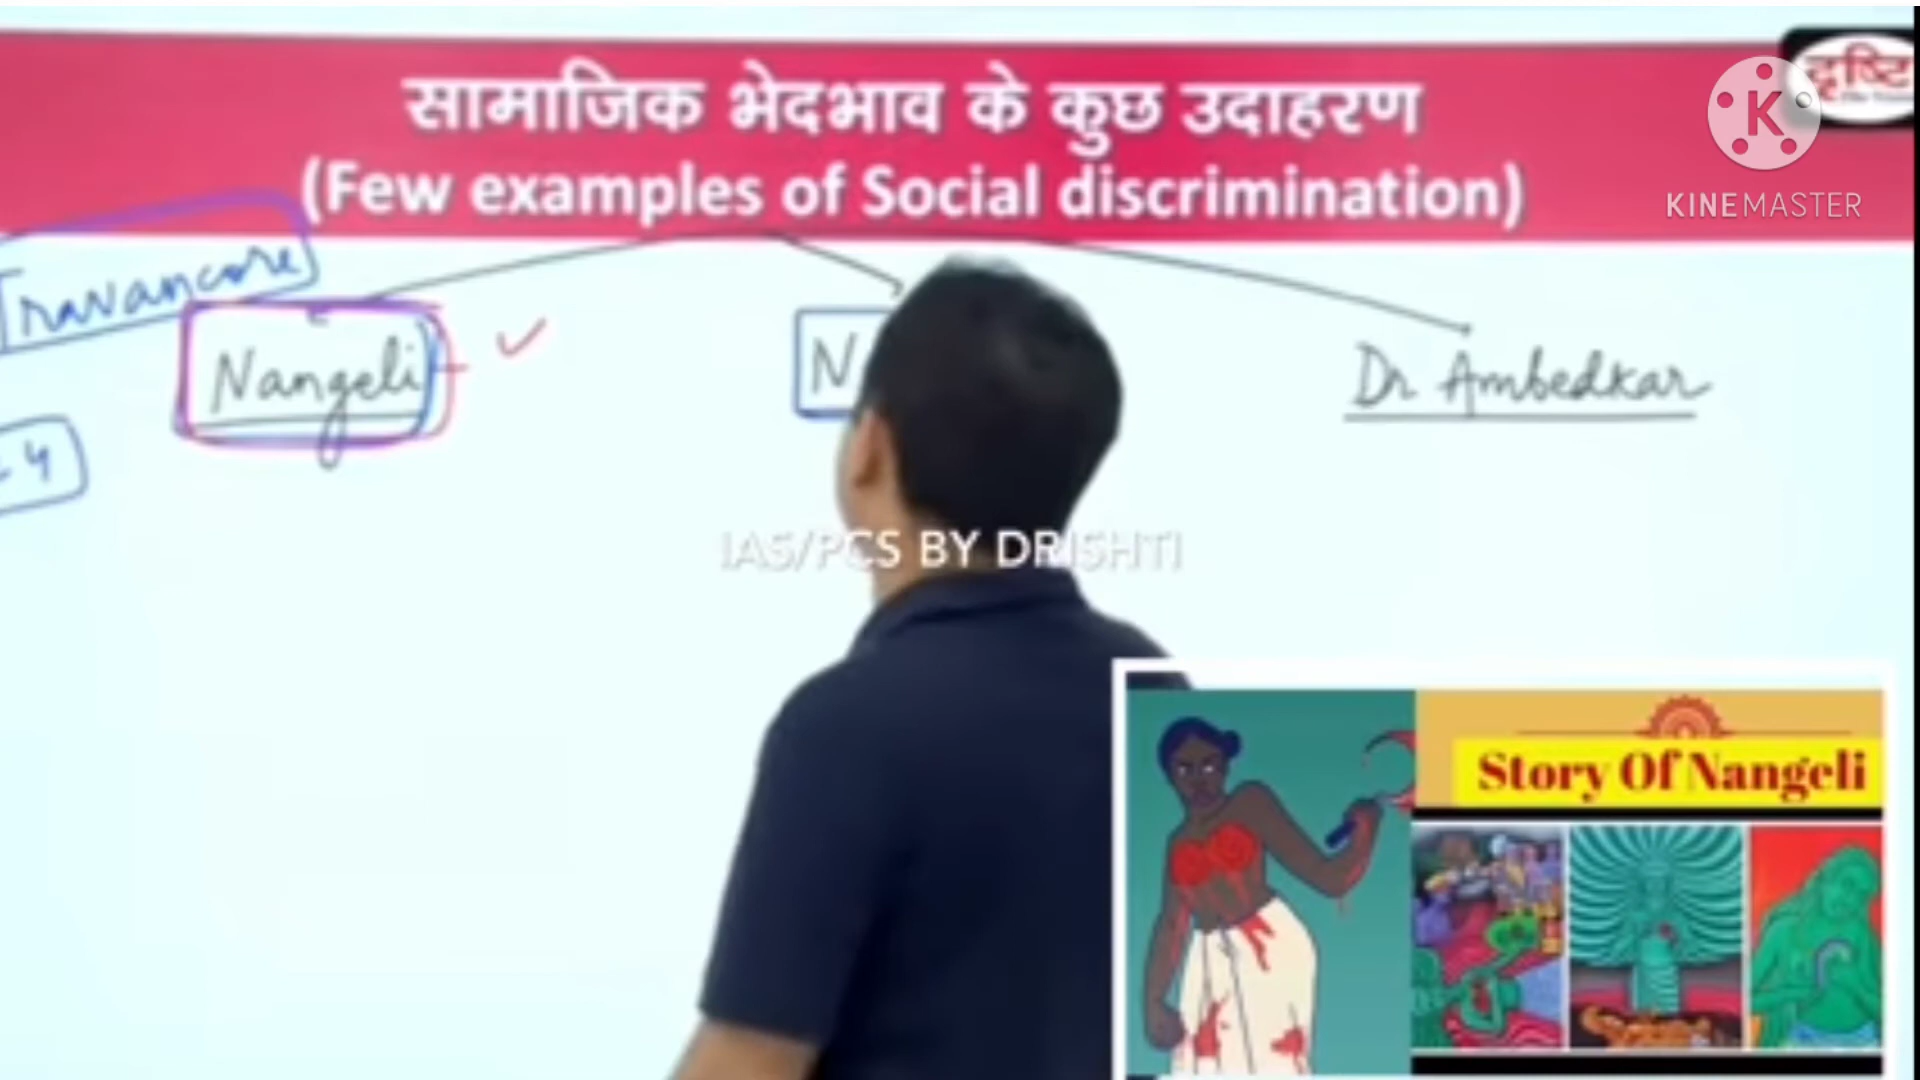 सामाजिक भेदभाव के कुछ उदाहरण
(Few examples of Social discrimination)
दृष्टि
KINEMASTER
Travancore
Nangeli
N
Dr Ambedkar
4
IAS/PCS BY DRISHTI
Story Of Nangeli